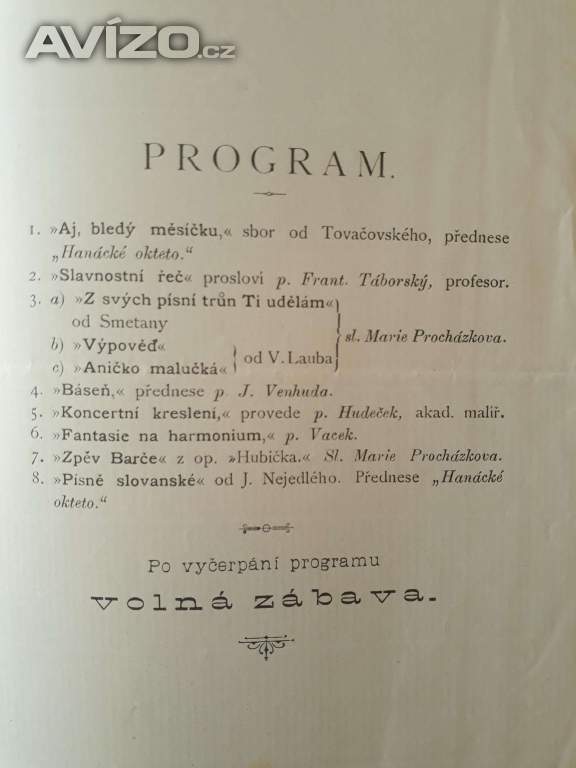 AVÍZO.cz
PROGRAM.
1. »Aj, bledý měsíčku,« sbor od Tovačovského, přednese
„Hanácké okteto.“
2. »Slavnostní řeč« proslovi p. Frant. Táborský, profesor.
3. a) »Z svých písní trůn Ti udělám«
od Smetany
sl. Marie Procházkova.
b) »Výpověď«
od V. Lauba
c) »Aničko malučká«
4. »Báseň,« přednese p. J. Venhuda.
5. »Koncertní kreslení,« provede p. Hudeček, akad. malíř.
6. »Fantasie na harmonium,« p. Vacek.
7. »Zpěv Barče« z op. »Hubička.« Sl. Marie Procházkova.
8. »Písně slovanské« od J. Nejedlého. Přednese „Hanácké
okteto.“
Po vyčerpání programu
volná zábava.